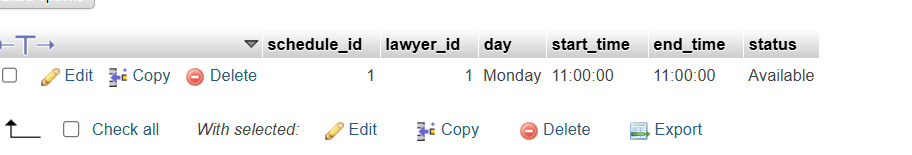 schedule_id lawyer_id day start_time end_time status
Edit Copy Delete 1 1 Monday 11:00:00 11:00:00 Available
Check all With selected: Edit Copy Delete Export